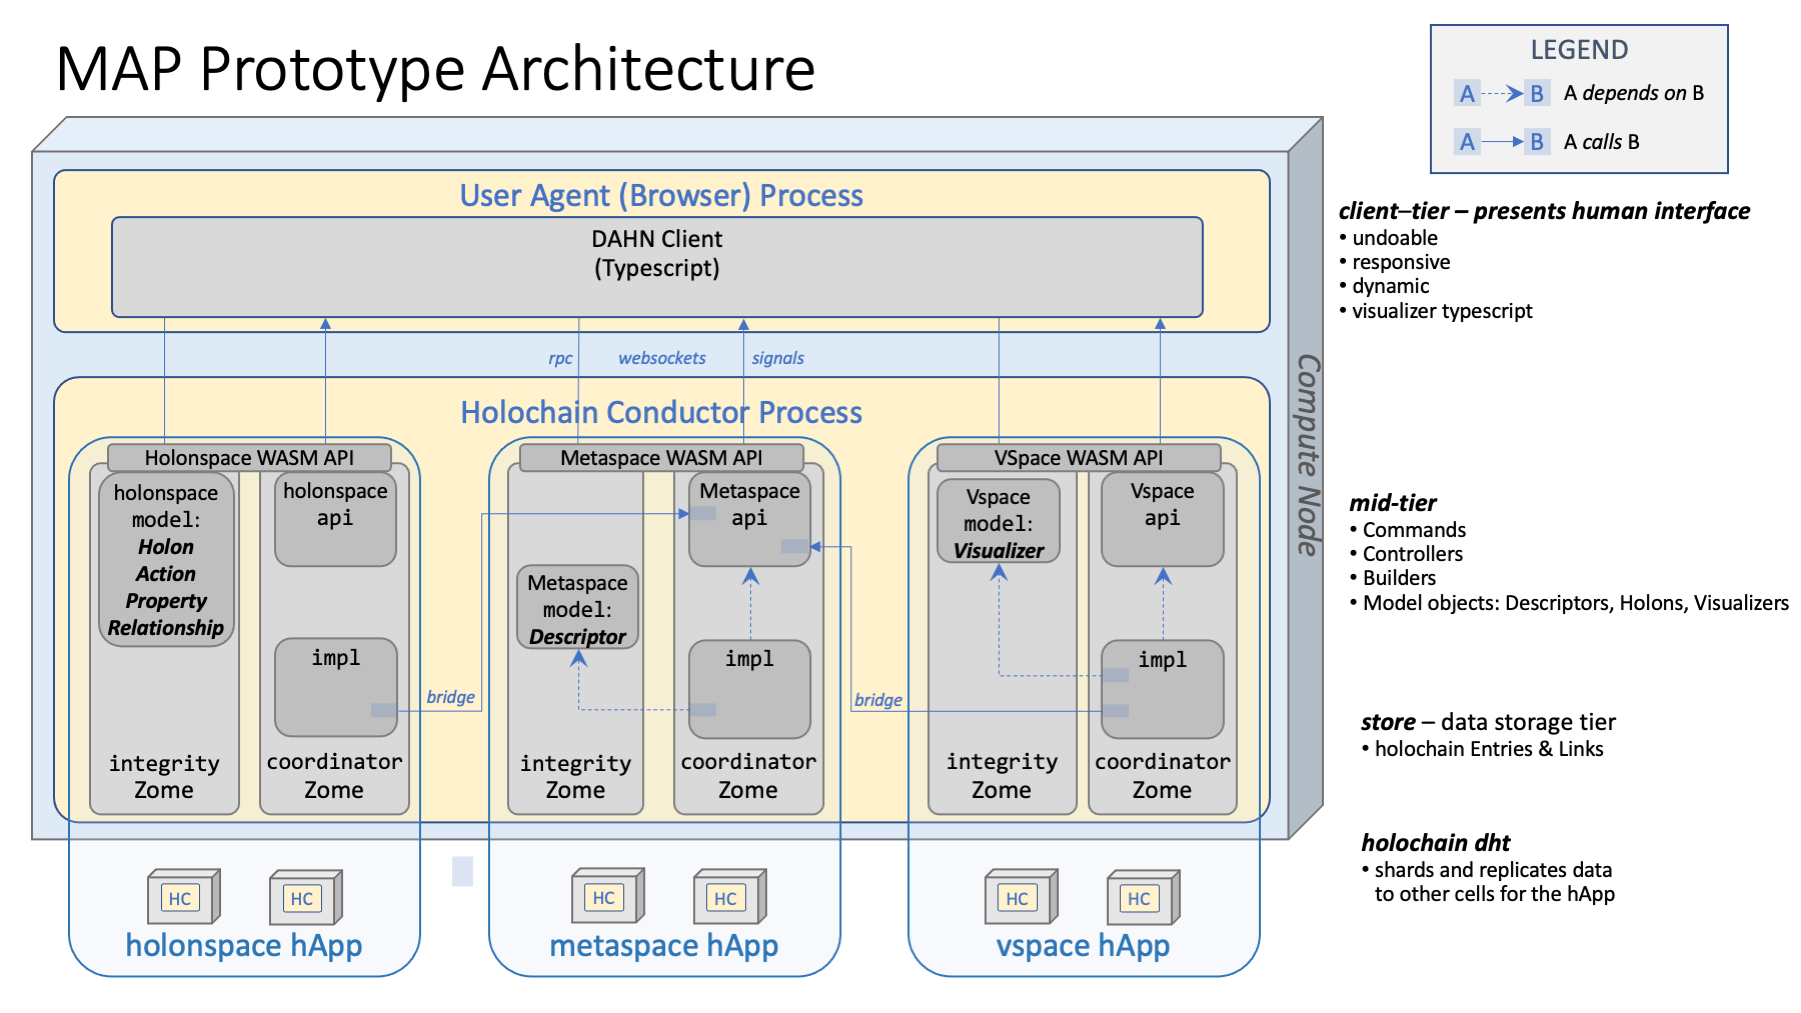 MAP Prototype Architecture
LEGEND
A B A depends on B
A B A calls B
User Agent (Browser) Process
DAHN Client
(Typescript)
client–tier – presents human interface
• undoable
• responsive
• dynamic
• visualizer typescript
rpc websockets signals
Compute Node
Holochain Conductor Process
Holonspace WASM API
holonspace
model:
Holon
Action
Property
Relationship
holonspace
api
impl
integrity
Zome
coordinator
Zome
bridge
Metaspace WASM API
Metaspace
model:
Descriptor
Metaspace
api
impl
integrity
Zome
coordinator
Zome
bridge
VSpace WASM API
Vspace
model:
Visualizer
Vspace
api
impl
integrity
Zome
coordinator
Zome
mid-tier
• Commands
• Controllers
• Builders
• Model objects: Descriptors, Holons, Visualizers
store – data storage tier
• holochain Entries & Links
holochain dht
• shards and replicates data
to other cells for the hApp
HC HC
holonspace hApp
HC HC
metaspace hApp
HC HC
vspace hApp